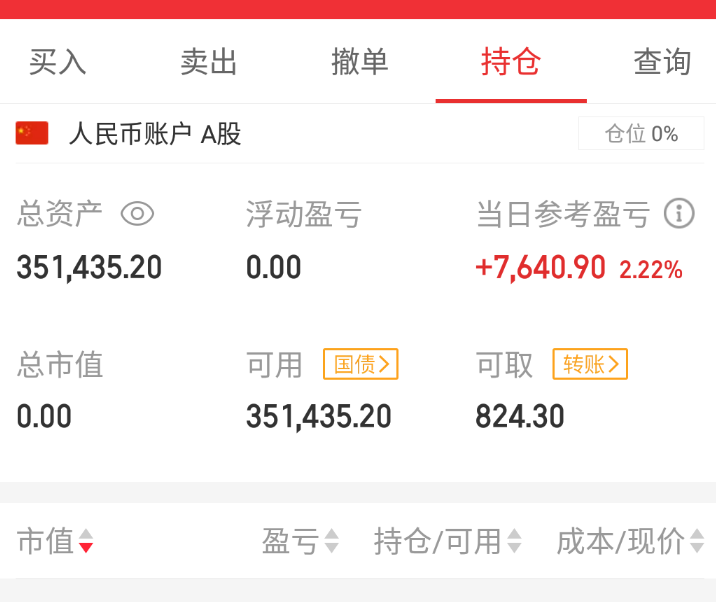 买入 卖出 撤单 持仓 查询
人民币账户 A股 仓位 0%
总资产 浮动盈亏 当日参考盈亏
351,435.20 0.00 +7,640.90 2.22%
总市值 可用 国债 可取 转账
0.00 351,435.20 824.30
市值 盈亏 持仓/可用 成本/现价